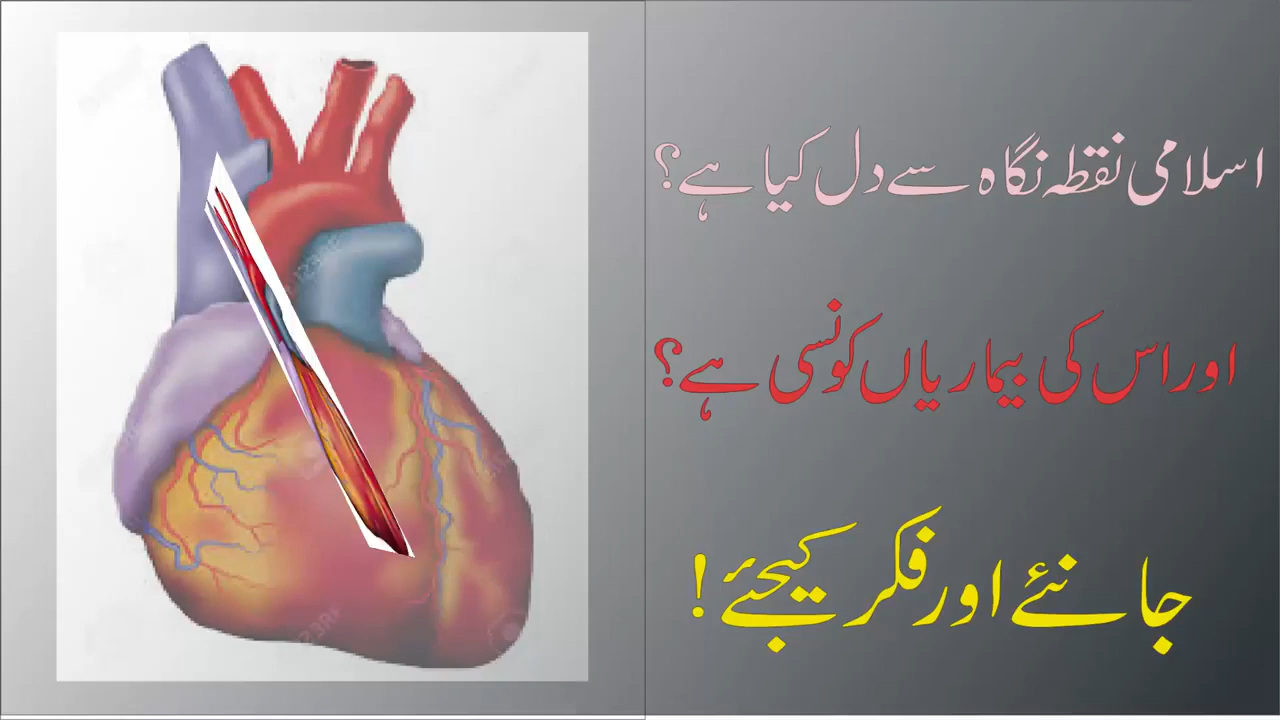 اسلامی نقطہ نگاہ سے دل کیا ہے؟
اور اس کی بیماریاں کونسی ہے؟
جانئے اور فکر کیجئے!